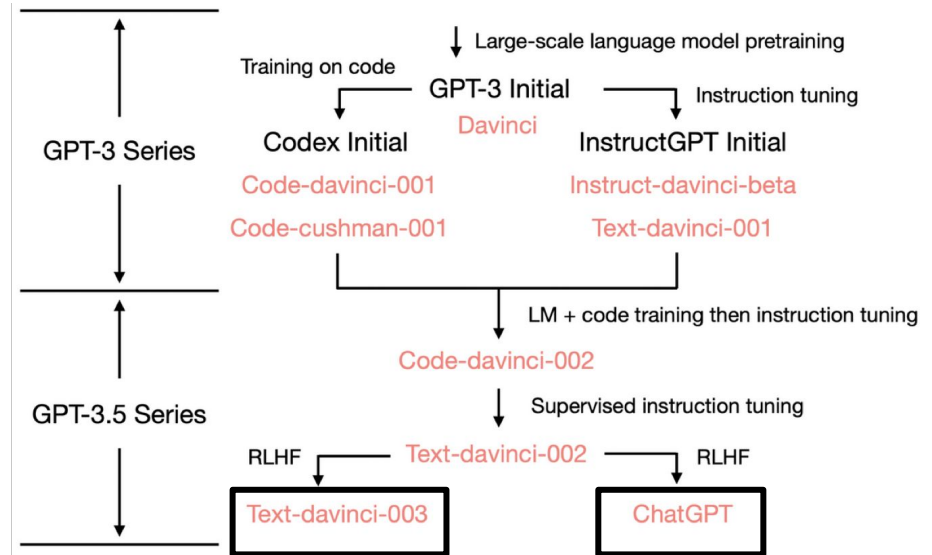 Large-scale language model pretraining
Training on code
GPT-3 Initial
Instruction tuning
Davinci
Codex Initial
InstructGPT Initial
GPT-3 Series
Code-davinci-001
Instruct-davinci-beta
Code-cushman-001
Text-davinci-001
LM + code training then instruction tuning
Code-davinci-002
GPT-3.5 Series
Supervised instruction tuning
RLHF
Text-davinci-002
RLHF
Text-davinci-003
ChatGPT